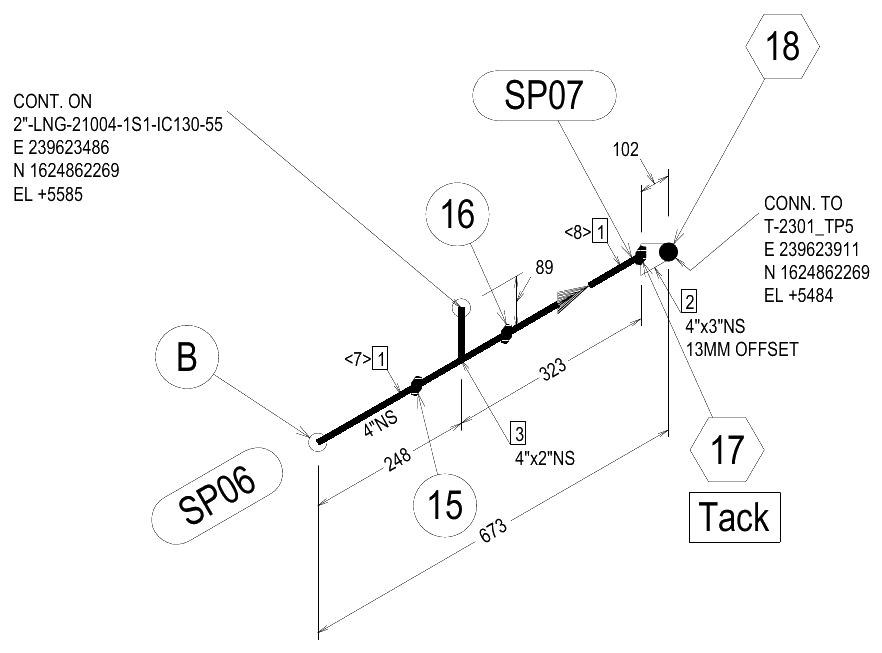 18
SP07
CONT. ON
2"-LNG-21004-1S1-IC130-55
E 239623486
N 1624862269
EL +5585
102
16
CONN. TO
T-2301_TP5
E 239623911
N 1624862269
EL +5484
<8> 1
89
2
4"x3"NS
13MM OFFSET
B
<7> 1
323
4"NS
3
4"x2"NS
248
17
SP06
15
Tack
673